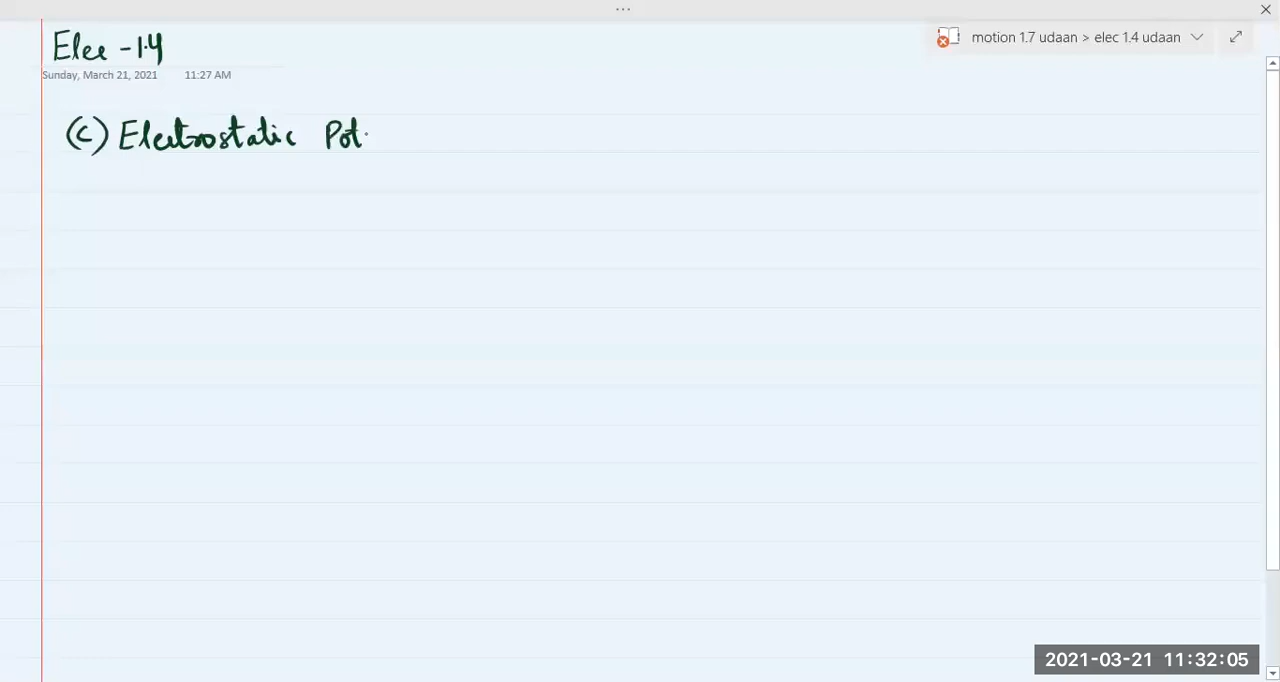 Elec -1.4
motion 1.7 udaan > elec 1.4 udaan
Sunday, March 21, 2021 11:27 AM
(c) Electrostatic Pot
2021-03-21 11:32:05